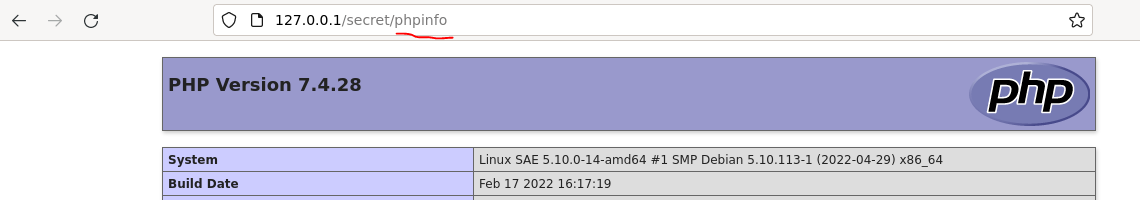 127.0.0.1/secret/phpinfo
PHP Version 7.4.28
php
System Linux SAE 5.10.0-14-amd64 #1 SMP Debian 5.10.113-1 (2022-04-29) x86_64
Build Date Feb 17 2022 16:17:19